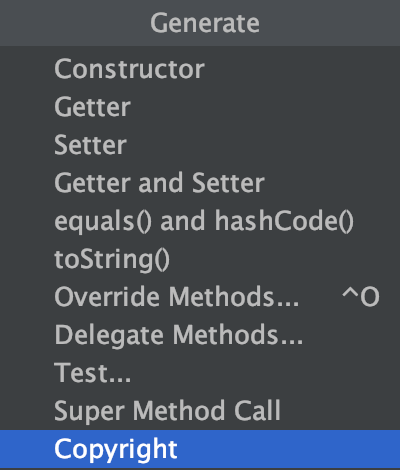 Generate
Constructor
Getter
Setter
Getter and Setter
equals() and hashCode()
toString()
Override Methods... ^O
Delegate Methods...
Test...
Super Method Call
Copyright